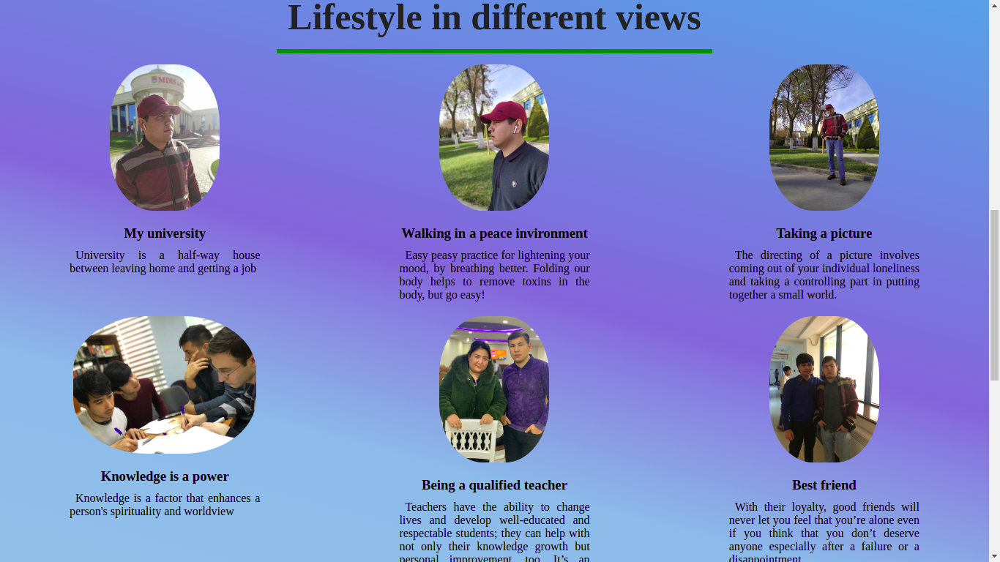 Lifestyle in different views
MDIS
My university
University is a half-way house
between leaving home and getting a job
Walking in a peace invironment
Easy peasy practice for lightening your
mood, by breathing better. Folding our
body helps to remove toxins in the
body, but go easy!
Taking a picture
The directing of a picture involves
coming out of your individual loneliness
and taking a controlling part in putting
together a small world.
Knowledge is a power
Knowledge is a factor that enhances a
person's spirituality and worldview
Being a qualified teacher
Teachers have the ability to change
lives and develop well-educated and
respectable students; they can help with
not only their knowledge growth but
personal improvement, too. It’s an
Best friend
With their loyalty, good friends will
never let you feel that you’re alone even
if you think that you don’t deserve
anyone especially after a failure or a
disappointment